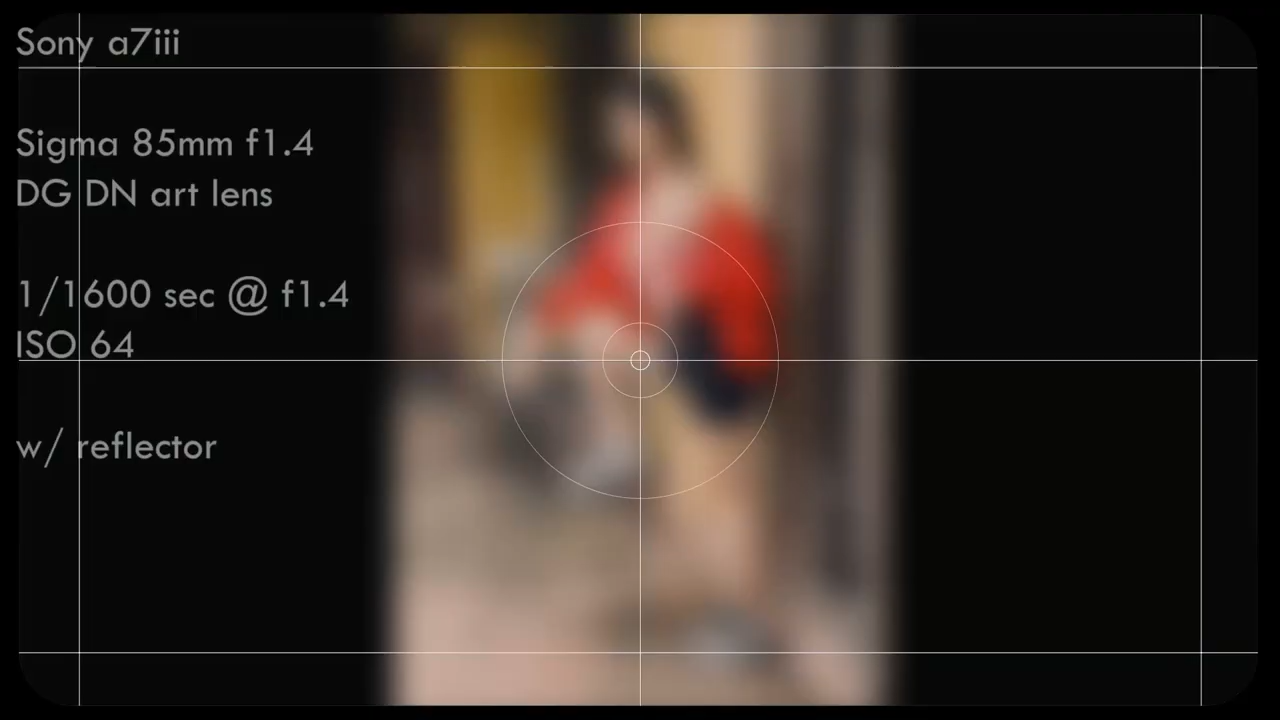 Sony a7iii
Sigma 85mm f1.4
DG DN art lens
1/1600 sec @ f1.4
ISO 64
w/ reflector